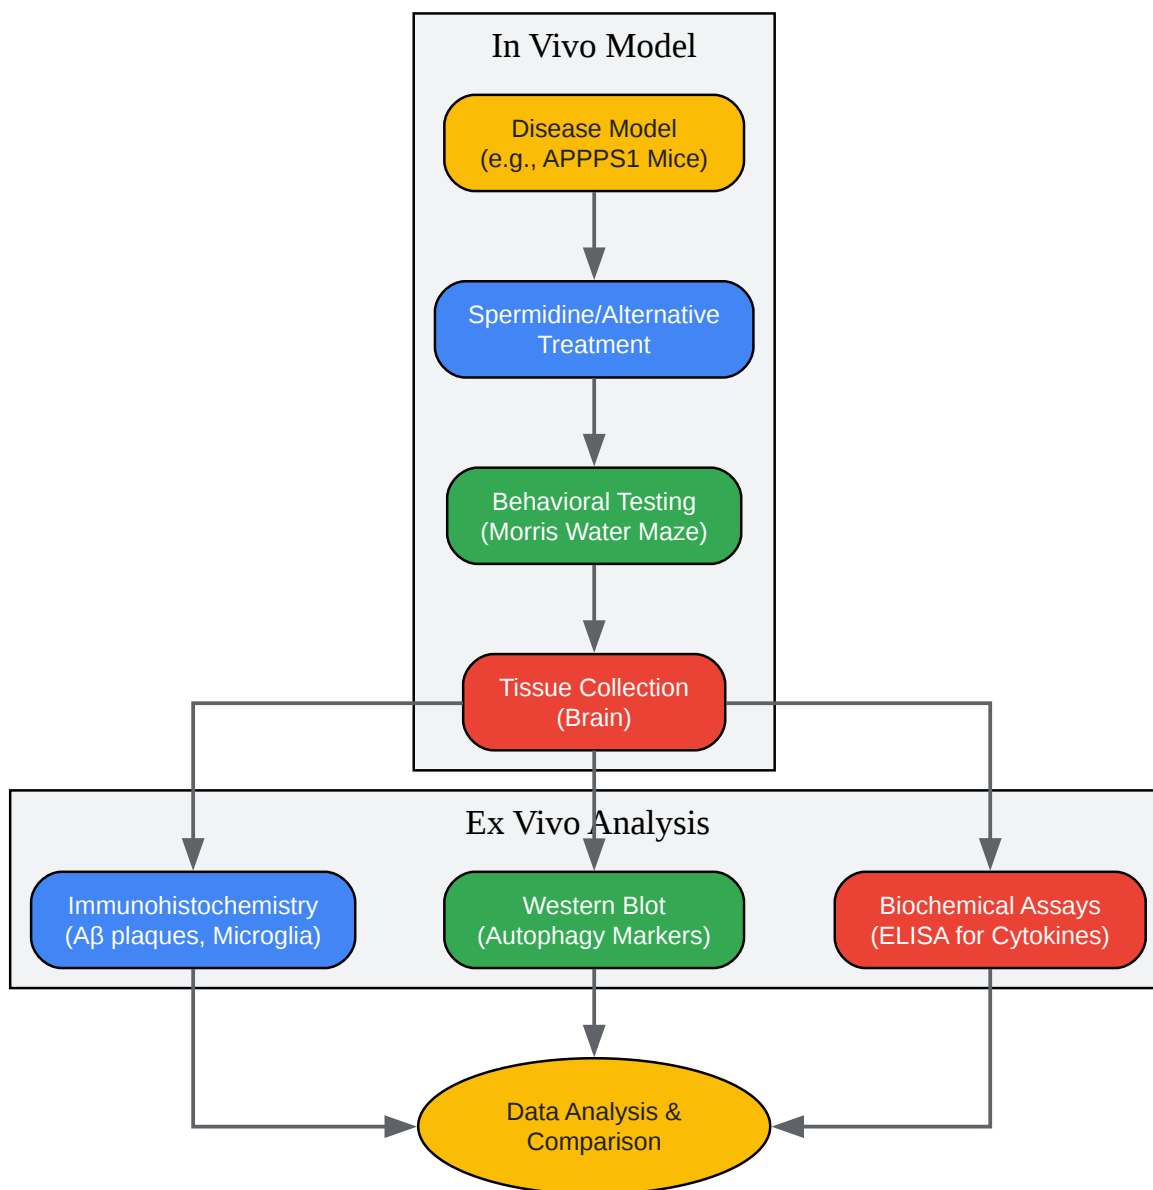 In Vivo Model
Disease Model
(e.g., APPPS1 Mice)
Spermidine/Alternative
Treatment
Behavioral Testing
(Morris Water Maze)
Tissue Collection
(Brain)
Ex Vivo Analysis
Immunohistochemistry
(Aβ plaques, Microglia)
Western Blot
(Autophagy Markers)
Biochemical Assays
(ELISA for Cytokines)
Data Analysis &
Comparison